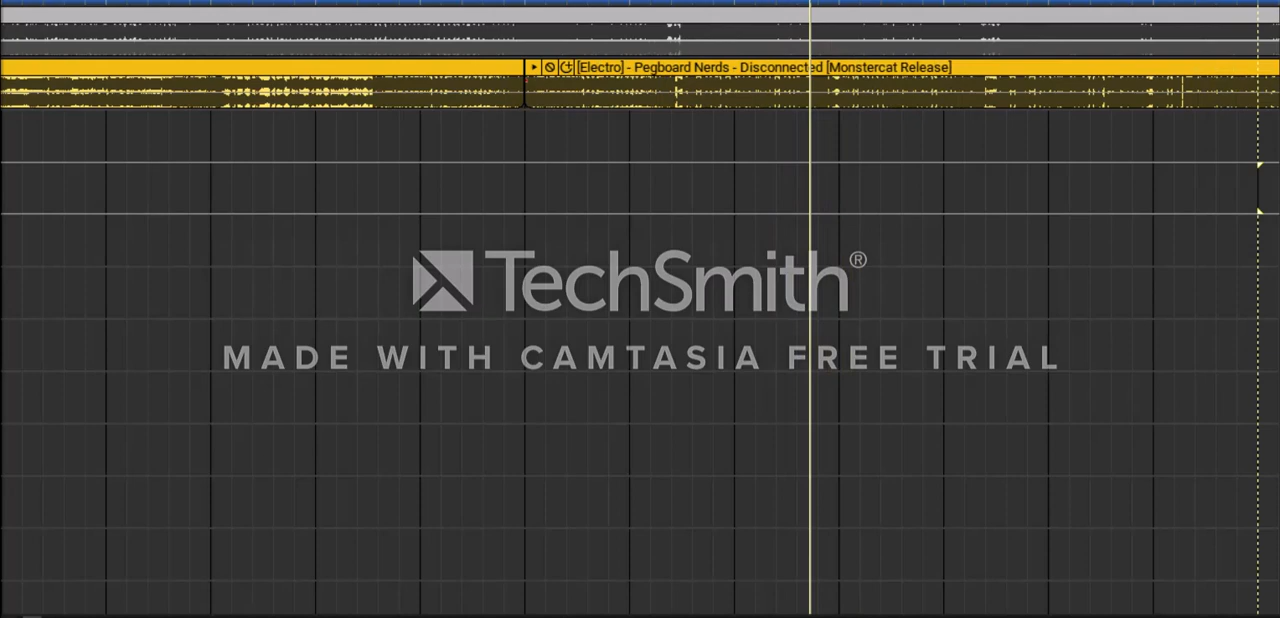 [Electro] - Pegboard Nerds - Disconnected [Monstercat Release]
TechSmith®
MADE WITH CAMTASIA FREE TRIAL